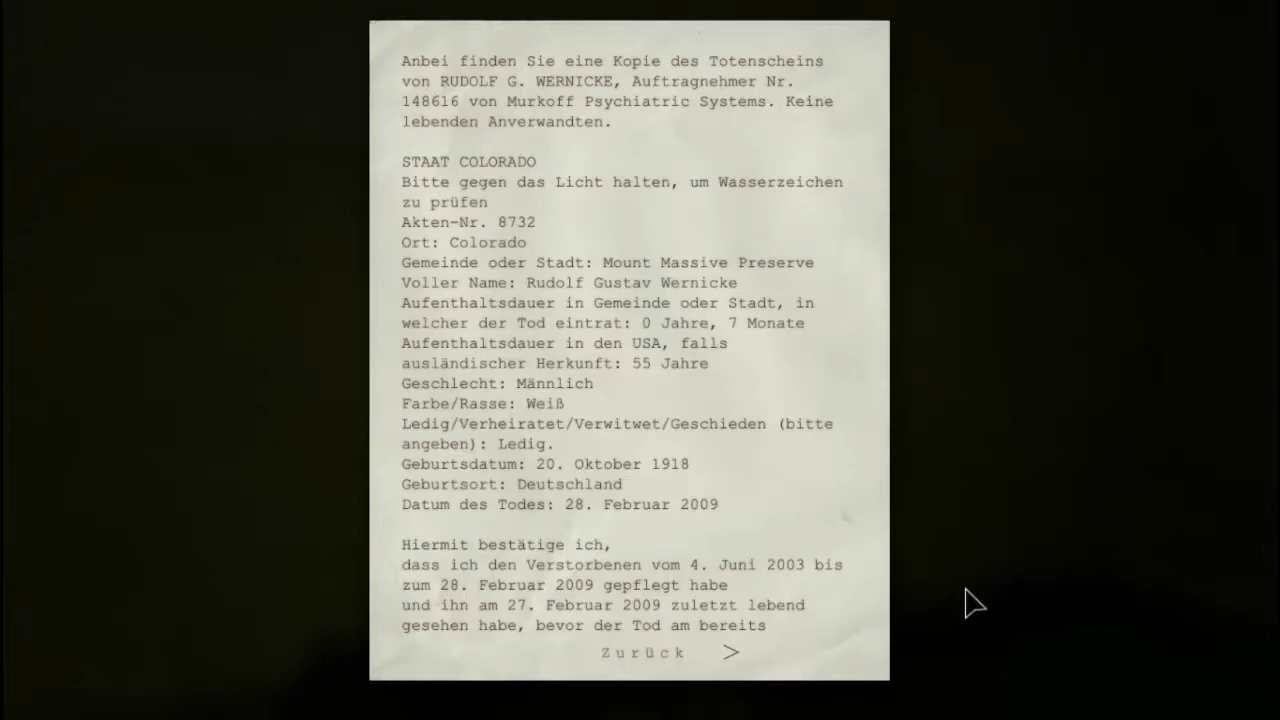 Anbei finden Sie eine Kopie des Totenscheins
von RUDOLF G. WERNICKE, Auftragnehmer Nr.
148616 von Murkoff Psychiatric Systems. Keine
lebenden Anverwandten.
STAAT COLORADO
Bitte gegen das Licht halten, um Wasserzeichen
zu prüfen
Akten-Nr. 8732
Ort: Colorado
Gemeinde oder Stadt: Mount Massive Preserve
Voller Name: Rudolf Gustav Wernicke
Aufenthaltsdauer in Gemeinde oder Stadt, in
welcher der Tod eintrat: 0 Jahre, 7 Monate
Aufenthaltsdauer in den USA, falls
ausländischer Herkunft: 55 Jahre
Geschlecht: Männlich
Farbe/Rasse: Weiß
Ledig/Verheiratet/Verwitwet/Geschieden (bitte
angeben): Ledig.
Geburtsdatum: 20. Oktober 1918
Geburtsort: Deutschland
Datum des Todes: 28. Februar 2009
Hiermit bestätige ich,
dass ich den Verstorbenen vom 4. Juni 2003 bis
zum 28. Februar 2009 gepflegt habe
und ihn am 27. Februar 2009 zuletzt lebend
gesehen habe, bevor der Tod am bereits
Zurück >